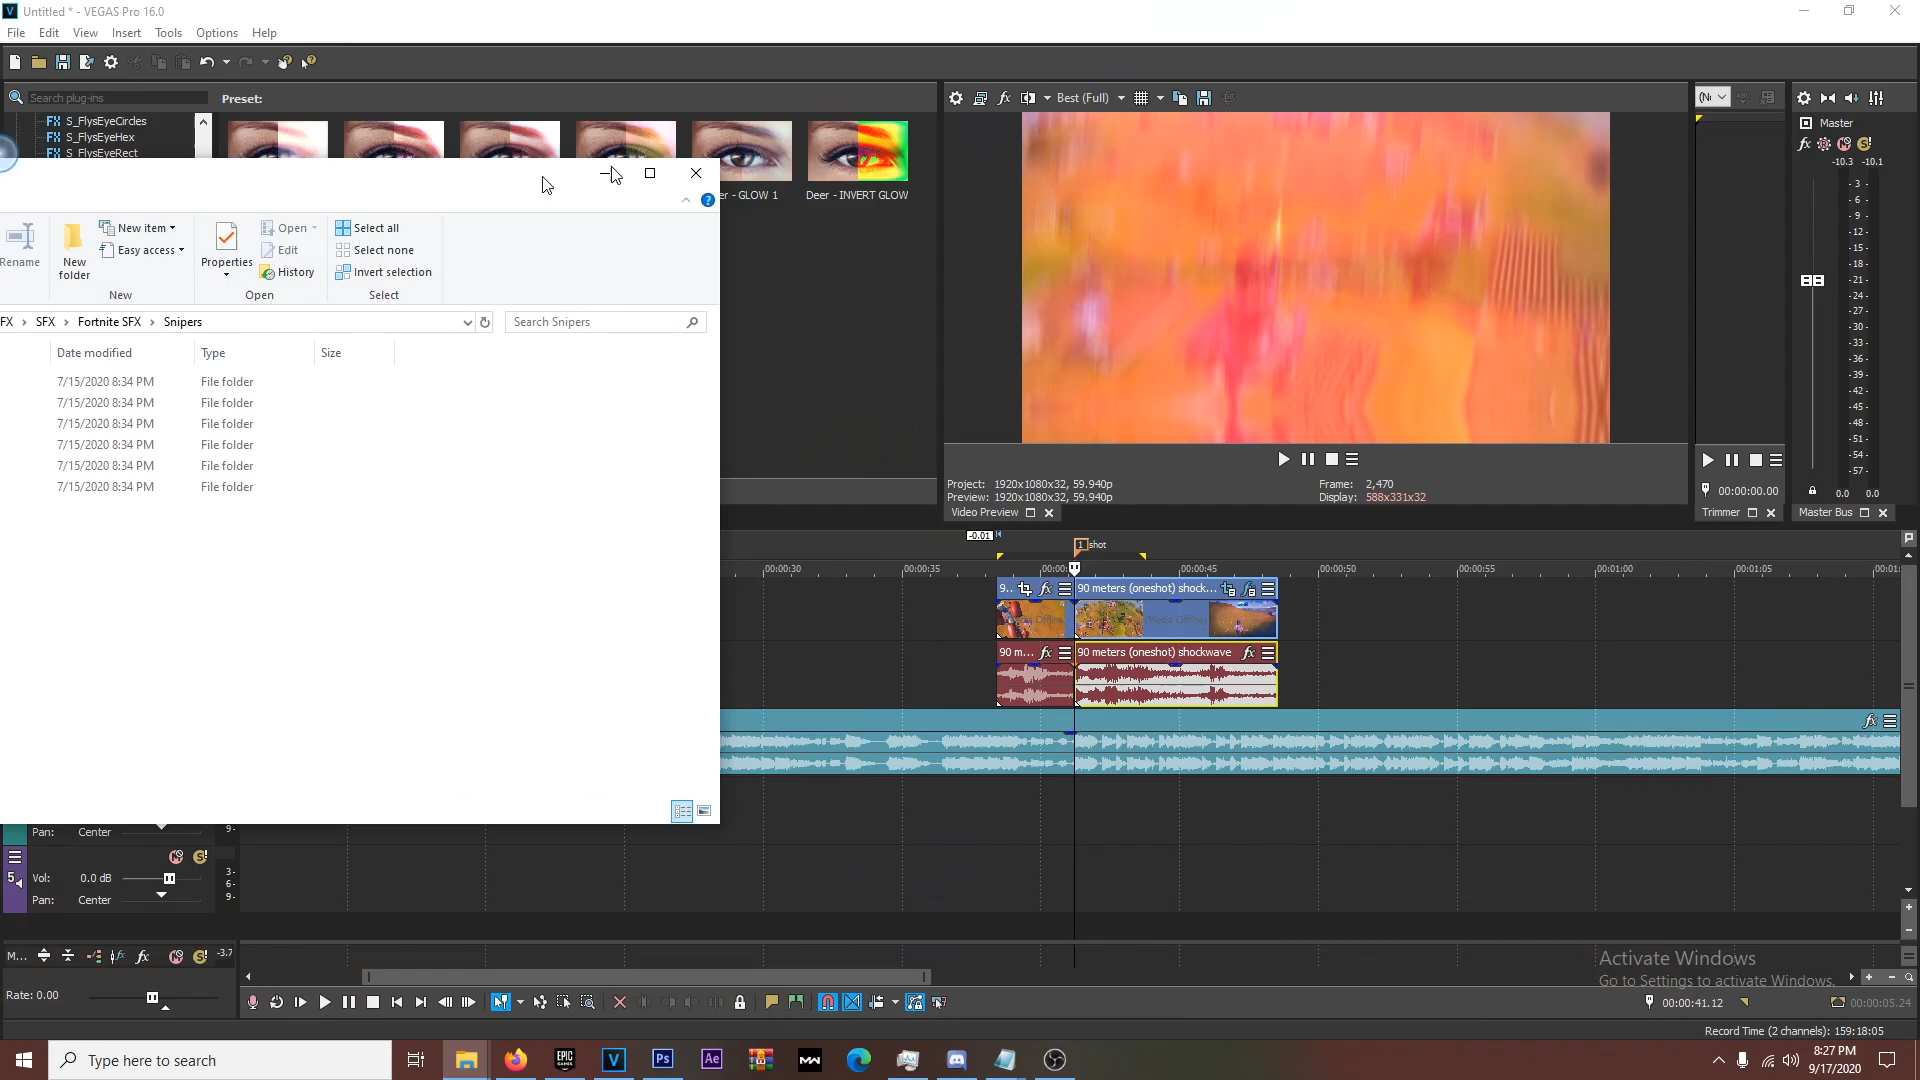 Untitled * - VEGAS Pro 16.0
File Edit View Insert Tools Options Help
Search plug-ins
Preset:
Best (Full)
FX S_FlysEyeCircles
FX S_FlysEyeHex
FX S_FlysEyeRect
Master
-10.3 -10.1
er - GLOW 1
Deer - INVERT GLOW
Rename
New folder
New item
Easy access
Properties
Open
Edit
History
Select all
Select none
Invert selection
New
Open
Select
FX > SFX > Fortnite SFX > Snipers
Search Snipers
Date modified Type Size
7/15/2020 8:34 PM File folder
7/15/2020 8:34 PM File folder
7/15/2020 8:34 PM File folder
7/15/2020 8:34 PM File folder
7/15/2020 8:34 PM File folder
7/15/2020 8:34 PM File folder
- 3 -
- 6 -
- 9 -
- 12 -
- 15 -
- 18 -
- 21 -
- 24 -
- 27 -
- 30 -
- 33 -
- 36 -
- 39 -
- 42 -
- 45 -
- 48 -
- 51 -
- 54 -
- 57 -
0.0 0.0
Project: 1920x1080x32, 59.940p
Preview: 1920x1080x32, 59.940p
Frame: 2,470
Display: 588x331x32
Video Preview
00:00:00.00
Trimmer
Master Bus
-0.01
1 shot
00:00:30 00:00:35 00:00: 00:00:45 00:00:50 00:00:55 00:01:00 00:01:05 00:01:
9... 90 meters (oneshot) shock...
90 m... 90 meters (oneshot) shockwave
Pan: Center
9-
5
Vol: 0.0 dB
3-
6-
9-
Pan: Center
M... -3.7
Rate: 0.00
Activate Windows
Go to Settings to activate Windows.
00:00:41.12
00:00:05.24
Record Time (2 channels): 159:18:05
Type here to search
8:27 PM
9/17/2020